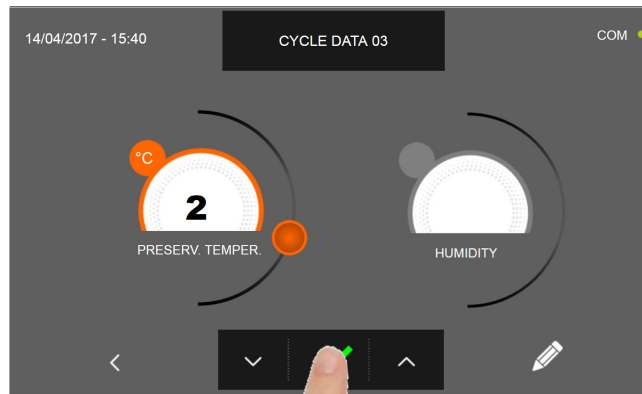 14/04/2017 - 15:40
CYCLE DATA 03
COM
°C
2
PRESERV. TEMPER.
HUMIDITY